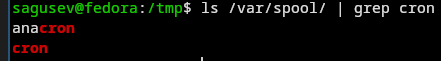 sagusev@fedora:/tmp$ ls /var/spool/ | grep cron
anacron
cron